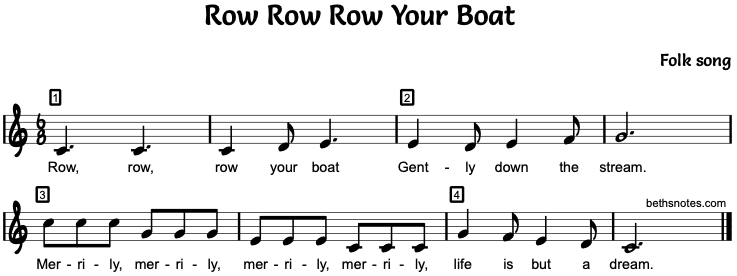 Row Row Row Your Boat
Folk song
1 2
6
8
Row, row, row your boat Gent - ly down the stream.
3 4
bethsnotes.com
Mer - ri - ly, mer - ri - ly, mer - ri - ly, mer - ri - ly, life is but a dream.